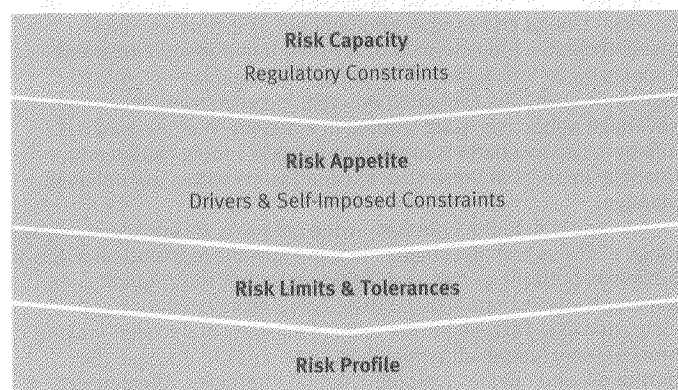 Risk Capacity
Regulatory Constraints
Risk Appetite
Drivers & Self-Imposed Constraints
Risk Limits & Tolerances
Risk Profile